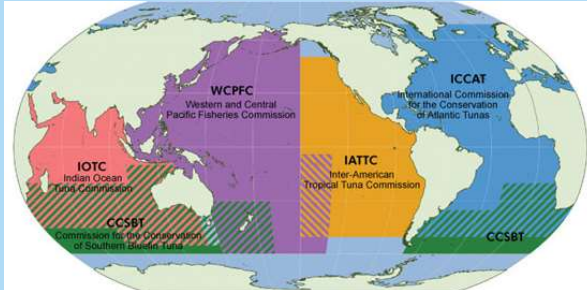 WCPFC
Western and Central
Pacific Fisheries Commission
ICCAT
International Commission
for the Conservation
of Atlantic Tunas
IOTC
Indian Ocean
Tuna Commission
IATTC
Inter-American
Tropical Tuna Commission
CCSBT
Commission for the Conservation
of Southern Bluefin Tuna
CCSBT